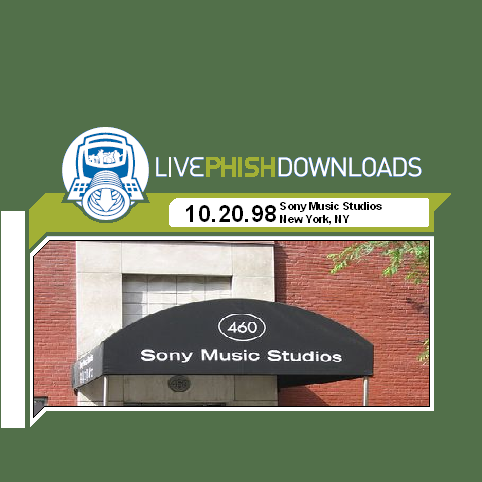 LIVEPHISHDOWNLOADS
10.20.98
Sony Music Studios
New York, NY
460
Sony Music Studios